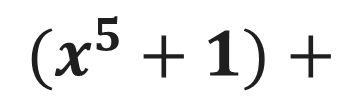 (x⁵ + 1) +